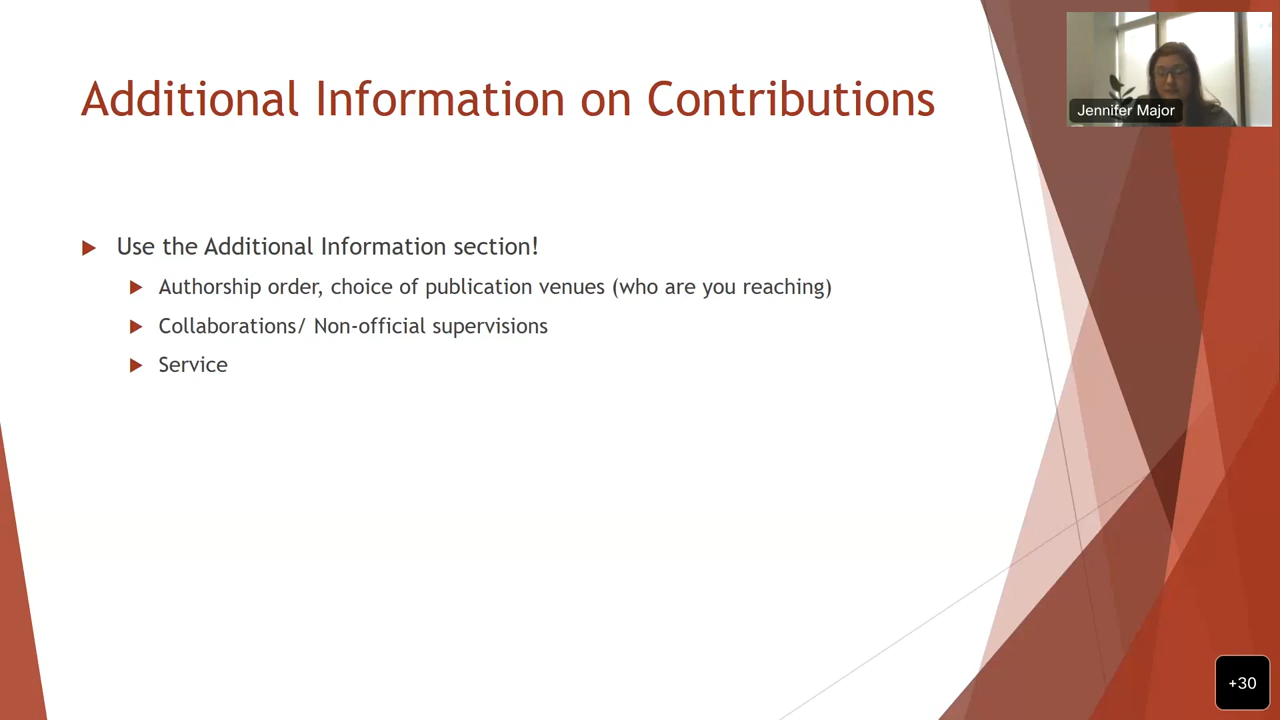 Additional Information on Contributions
Jennifer Major
Use the Additional Information section!
Authorship order, choice of publication venues (who are you reaching)
Collaborations/ Non-official supervisions
Service
+30